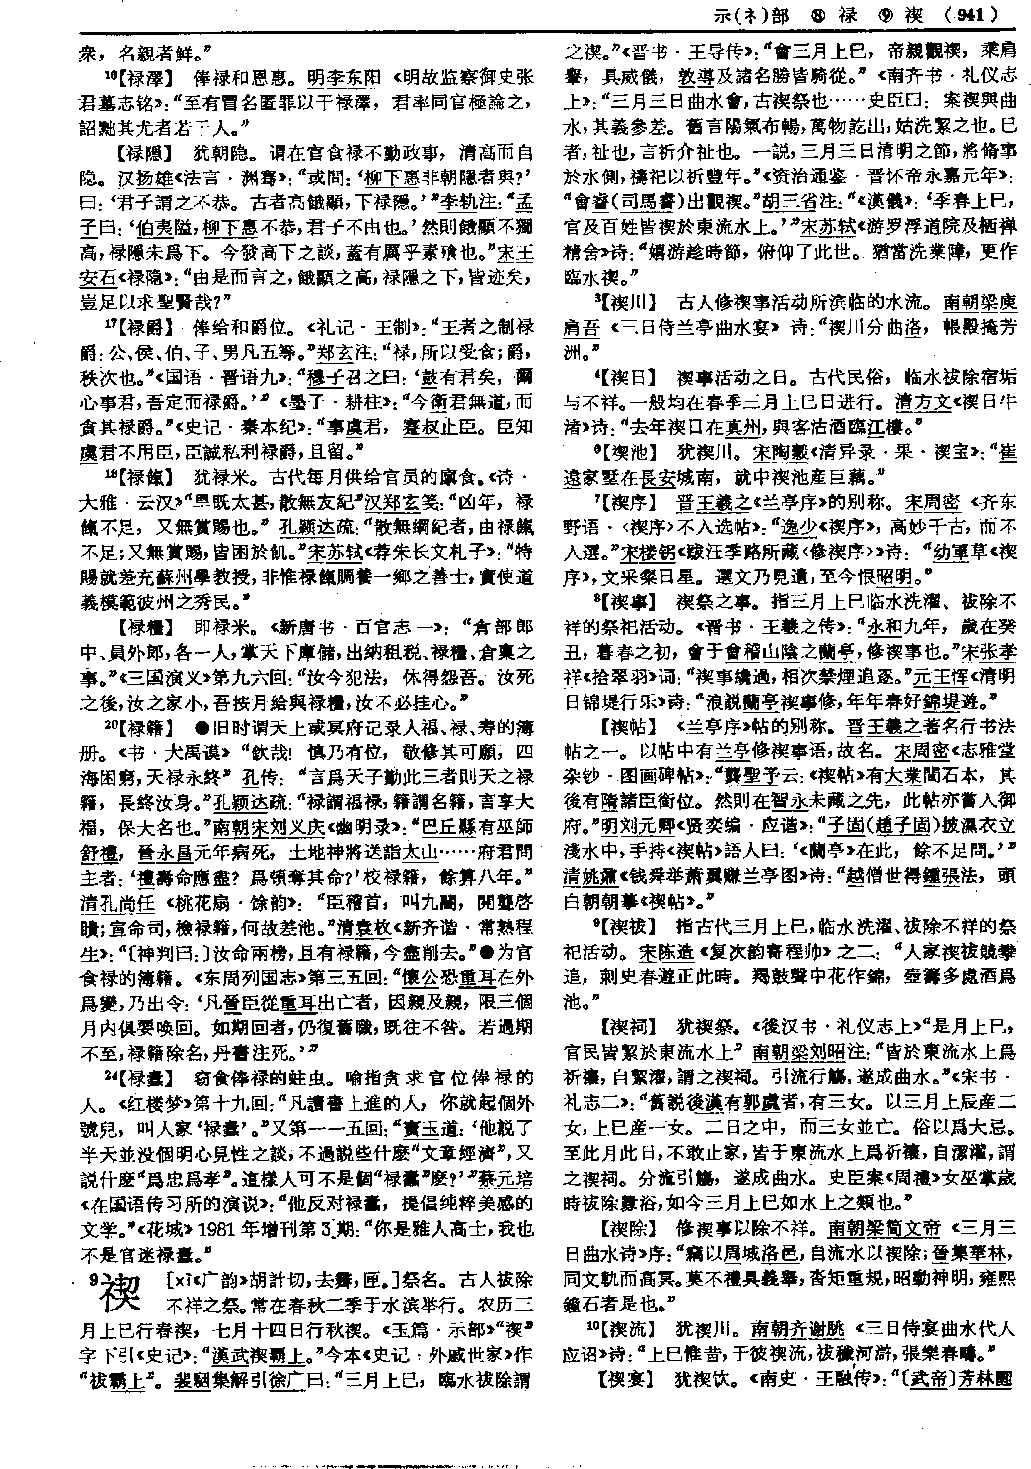 示(礻)部 ⑧ 禄 ⑨ 禊 (941)
衆，名親者鮮。”
¹⁶【禄澤】 俸禄和恩惠。明李东阳《明故监察御史张
君墓志铭》：“至有冒名匿罪以干禄澤，君率同官極論之，
詔黜其尤者若干人。”
【禄隱】 犹朝隐。谓在官食禄不勤政事，清高而自
隐。汉扬雄《法言·渊骞》：“或問：‘柳下惠非朝隱者與？’
曰：‘君子謂之不恭。古者高餓顯，下禄隱。’”李轨注：“孟
子曰：‘伯夷隘，柳下惠不恭，君子不由也。’然則餓顯不獨
高，禄隱未爲下。今發高下之談，蓋有厲乎素飡也。”宋王
安石《禄隐》：“由是而言之，餓顯之高，禄隱之下，皆迹矣，
豈足以求聖賢哉？”
¹⁷【禄爵】 俸给和爵位。《礼记·王制》：“王者之制禄
爵：公、侯、伯、子、男凡五等。”郑玄注：“禄，所以受食；爵，
秩次也。”《国语·晋语九》：“穆子召之曰：‘鼓有君矣，爾
心事君，吾定而禄爵。’”《墨子·耕柱》：“今衛君無道，而
貪其禄爵。”《史记·秦本纪》：“事虞君，蹇叔止臣。臣知
虞君不用臣，臣誠私利禄爵，且留。”
¹⁸【禄餼】 犹禄米。古代每月供给官员的廪食。《诗·
大雅·云汉》“旱既太甚，散無友紀”汉郑玄笺：“凶年，禄
餼不足，又無賞賜也。” 孔颖达疏：“散無綱紀者，由禄餼
不足；又無賞賜，皆困於飢。”宋苏轼《荐朱长文札子》：“特
賜就差充蘇州學教授，非惟禄餼賙養一鄉之善士，實使道
義模範彼州之秀民。”
【禄糧】 即禄米。《新唐书·百官志一》：“倉部郎
中、員外郎，各一人，掌天下庫儲，出納租税、禄糧、倉廩之
事。”《三国演义》第九六回：“汝今犯法，休得怨吾。汝死
之後，汝之家小，吾按月給與禄糧，汝不必挂心。”
²⁰【禄籍】 ●旧时谓天上或冥府记录人福、禄、寿的簿
册。《书·大禹谟》“欽哉！慎乃有位，敬修其可願，四
海困窮，天禄永終” 孔传：“言爲天子勤此三者則天之禄
籍，長終汝身。”孔颖达疏：“禄謂福禄，籍謂名籍，言享大
福，保大名也。”南朝宋刘义庆《幽明录》：“巴丘縣有巫師
舒禮，晉永昌元年病死，土地神將送詣太山……府君問
主者：‘禮壽命應盡？爲頓奪其命？’校禄籍，餘算八年。”
清孔尚任《桃花扇·馀韵》：“臣稽首，叫九閽，開聾啓
聵；宣命司，檢禄籍，何故差池。”清袁枚《新齐谐·常熟程
生》：“〔神判曰：〕汝命兩榜，且有禄籍，今盡削去。”●为官
食禄的簿籍。《东周列国志》第三五回：“懷公恐重耳在外
爲變，乃出令：‘凡晉臣從重耳出亡者，因親及親，限三個
月内俱要喚回。如期回者，仍復舊職，既往不咎。若過期
不至，禄籍除名，丹書注死。’”
²⁴【禄蠹】 窃食俸禄的蛀虫。喻指贪求官位俸禄的
人。《红楼梦》第十九回：“凡讀書上進的人，你就起個外
號兒，叫人家‘禄蠹’。”又第一一五回：“寳玉道：‘他説了
半天並没個明心見性之談，不過説些什麽“文章經濟”，又
説什麽“爲忠爲孝”。這樣人可不是個“禄蠹”麽？’”蔡元培
《在国语传习所的演说》：“他反对禄蠹，提倡纯粹美感的
文学。”《花城》1981年增刊第3期：“你是雅人高士，我也
不是官迷禄蠹。”
⁹禊 [xì《广韵》胡計切，去霽，匣。]祭名。古人祓除
不祥之祭。常在春秋二季于水滨举行。农历三
月上巳行春禊，七月十四日行秋禊。《玉篇·示部》“禊”
字下引《史记》：“漢武禊霸上。”今本《史记·外戚世家》作
“祓霸上”。裴駰集解引徐广曰：“三月上巳，臨水祓除謂
之禊。”《晋书·王导传》：“會三月上巳，帝親觀禊，乘肩
轝，具威儀，敦導及諸名勝皆騎從。”《南齐书·礼仪志
上》：“三月三日曲水會，古禊祭也……史臣曰：案禊與曲
水，其義參差。舊言陽氣布暢，萬物訖出，姑洗絜之也。巳
者，祉也，言祈介祉也。一説，三月三日清明之節，將脩事
於水側，禱祀以祈豐年。”《资治通鉴·晋怀帝永嘉元年》：
“會睿（司馬睿）出觀禊。”胡三省注：“《漢儀》：‘季春上巳，
官及百姓皆禊於東流水上。’”宋苏轼《游罗浮道院及栖禅
精舍》诗：“嬉游趁時節，俯仰了此世。猶當洗業障，更作
臨水禊。”
³【禊川】 古人修禊事活动所滨临的水流。南朝梁庾
肩吾《三日侍兰亭曲水宴》诗：“禊川分曲洛，帳殿掩芳
洲。”
⁴【禊日】 禊事活动之日。古代民俗，临水祓除宿垢
与不祥。一般均在春季三月上巳日进行。清方文《禊日牛
渚》诗：“去年禊日在真州，與客沽酒臨江樓。”
⁶【禊池】 犹禊川。宋陶穀《清异录·果·禊宝》：“崔
遠家墅在長安城南，就中禊池産巨藕。”
⁷【禊序】 晋王羲之《兰亭序》的别称。宋周密《齐东
野语·〈禊序〉不入选帖》：“逸少《禊序》，高妙千古，而不
入選。”宋楼钥《跋汪季路所藏〈修禊序〉》诗：“幼軍草《禊
序》，文采粲日星。選文乃見遺，至今恨昭明。”
⁸【禊事】 禊祭之事。指三月上巳临水洗濯、祓除不
祥的祭祀活动。《晋书·王羲之传》：“永和九年，歲在癸
丑，暮春之初，會于會稽山陰之蘭亭，修禊事也。”宋张孝
祥《拾翠羽》词：“禊事纔過，相次禁煙追逐。”元王恽《清明
日锦堤行乐》诗：“浪説蘭亭禊事修，年年春好錦堤遊。”
【禊帖】 《兰亭序》帖的别称。晋王羲之著名行书法
帖之一。以帖中有兰亭修禊事语，故名。宋周密《志雅堂
杂钞·图画碑帖》：“龔聖予云：《禊帖》有大業間石本，其
後有隋諸臣銜位。然則在智永未藏之先，此帖亦嘗入御
府。”明刘元卿《贤奕编·应谐》：“子固（趙子固）披濕衣立
淺水中，手持《禊帖》語人曰：‘《蘭亭》在此，餘不足問。’”
清姚鼐《钱舜举萧翼赚兰亭图》诗：“越僧世得鍾張法，頭
白朝朝摹《禊帖》。”
⁹【禊祓】 指古代三月上巳，临水洗濯、祓除不祥的祭
祀活动。宋陈造《复次韵寄程帅》之二：“人家禊祓競攀
追，刺史春遊正此時。羯鼓聲中花作錦，壺觴多處酒爲
池。”
【禊祠】 犹禊祭。《後汉书·礼仪志上》“是月上巳，
官民皆絜於東流水上” 南朝梁刘昭注：“皆於東流水上爲
祈禳，自絜濯，謂之禊祠。引流行觴，遂成曲水。”《宋书·
礼志二》：“舊説後漢有郭虞者，有三女。以三月上辰産二
女，上巳産一女。二日之中，而三女並亡。俗以爲大忌。
至此月此日，不敢止家，皆于東流水上爲祈禳，自潔濯，謂
之禊祠。分流引觴，遂成曲水。史臣案《周禮》女巫掌歲
時祓除釁浴，如今三月上巳如水上之類也。”
【禊除】 修禊事以除不祥。南朝梁简文帝《三月三
日曲水诗》序：“竊以周城洛邑，自流水以禊除；晉集華林，
同文軌而高冥。莫不禮具義舉，沓矩重規，昭動神明，雍熙
鐘石者是也。”
¹⁰【禊流】 犹禊川。南朝齐谢朓《三日侍宴曲水代人
应诏》诗：“上巳惟昔，于彼禊流，祓穢河滸，張樂春疇。”
【禊宴】 犹禊饮。《南史·王融传》：“〔武帝〕芳林園